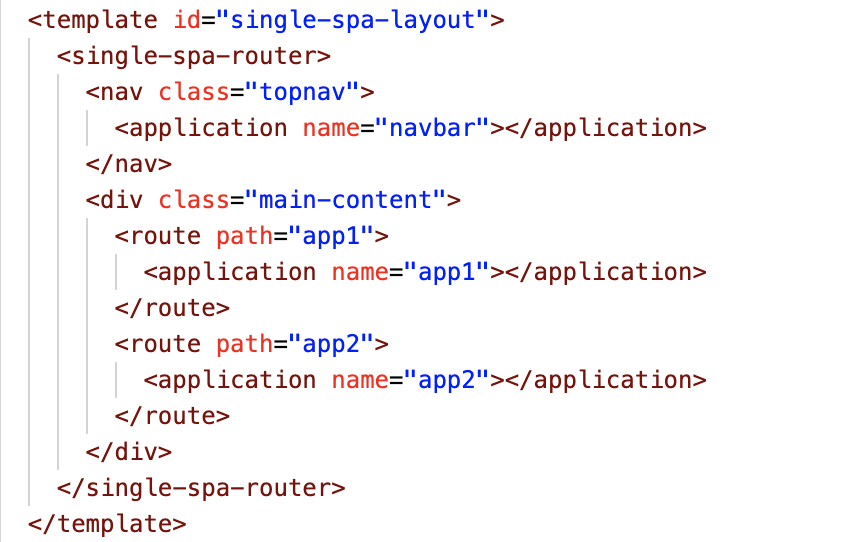 <template id="single-spa-layout">
  <single-spa-router>
    <nav class="topnav">
      <application name="navbar"></application>
    </nav>
    <div class="main-content">
      <route path="app1">
        <application name="app1"></application>
      </route>
      <route path="app2">
        <application name="app2"></application>
      </route>
    </div>
  </single-spa-router>
</template>